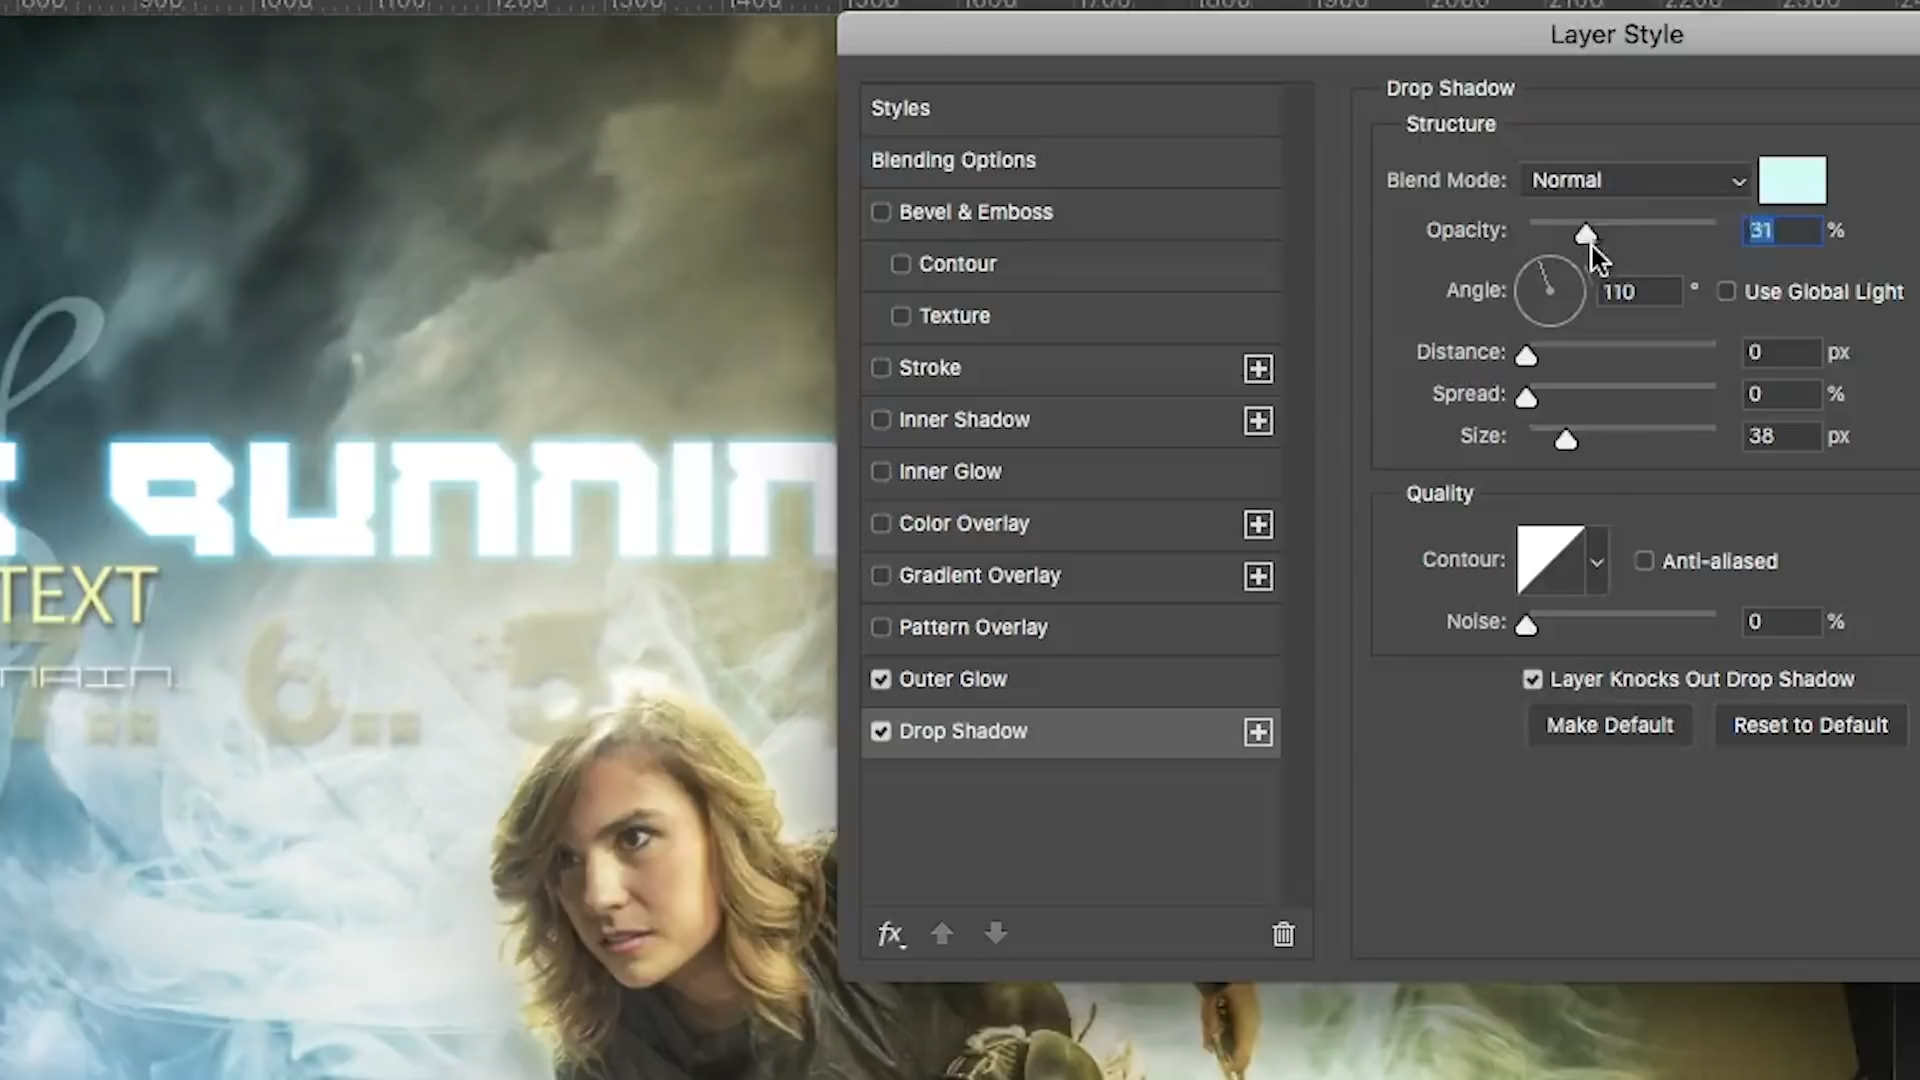 Layer Style
Styles
Blending Options
Bevel & Emboss
Contour
Texture
Stroke
Inner Shadow
Inner Glow
Color Overlay
Gradient Overlay
Pattern Overlay
Outer Glow
Drop Shadow
fx
Drop Shadow
Structure
Blend Mode: Normal
Opacity: 31 %
Angle: 110 ° Use Global Light
Distance: 0 px
Spread: 0 %
Size: 38 px
Quality
Contour: Anti-aliased
Noise: 0 %
Layer Knocks Out Drop Shadow
Make Default Reset to Default
RUNNIN
TEXT
7.. 6.. 5